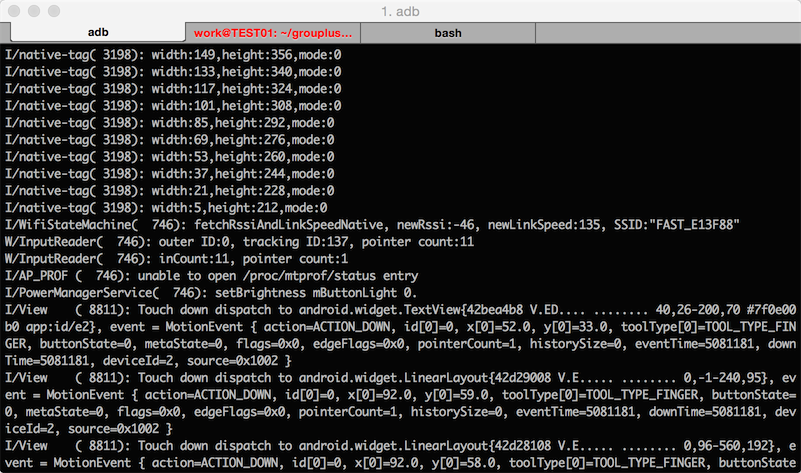 1. adb
adb
work@TEST01: ~/grouplus...
bash
I/native-tag( 3198): width:149,height:356,mode:0
I/native-tag( 3198): width:133,height:340,mode:0
I/native-tag( 3198): width:117,height:324,mode:0
I/native-tag( 3198): width:101,height:308,mode:0
I/native-tag( 3198): width:85,height:292,mode:0
I/native-tag( 3198): width:69,height:276,mode:0
I/native-tag( 3198): width:53,height:260,mode:0
I/native-tag( 3198): width:37,height:244,mode:0
I/native-tag( 3198): width:21,height:228,mode:0
I/native-tag( 3198): width:5,height:212,mode:0
I/WifiStateMachine(  746): fetchRssiAndLinkSpeedNative, newRssi:-46, newLinkSpeed:135, SSID:"FAST_E13F88"
W/InputReader(  746): outer ID:0, tracking ID:137, pointer count:11
W/InputReader(  746): inCount:11, pointer count:1
I/AP_PROF (  746): unable to open /proc/mtprof/status entry
I/PowerManagerService(  746): setBrightness mButtonLight 0.
I/View    ( 8811): Touch down dispatch to android.widget.TextView{42bea4b8 V.ED.... ........ 40,26-200,70 #7f0e00
b0 app:id/e2}, event = MotionEvent { action=ACTION_DOWN, id[0]=0, x[0]=52.0, y[0]=33.0, toolType[0]=TOOL_TYPE_FIN
GER, buttonState=0, metaState=0, flags=0x0, edgeFlags=0x0, pointerCount=1, historySize=0, eventTime=5081181, down
Time=5081181, deviceId=2, source=0x1002 }
I/View    ( 8811): Touch down dispatch to android.widget.LinearLayout{42d29008 V.E..... ........ 0,-1-240,95}, ev
ent = MotionEvent { action=ACTION_DOWN, id[0]=0, x[0]=92.0, y[0]=59.0, toolType[0]=TOOL_TYPE_FINGER, buttonState=
0, metaState=0, flags=0x0, edgeFlags=0x0, pointerCount=1, historySize=0, eventTime=5081181, downTime=5081181, dev
iceId=2, source=0x1002 }
I/View    ( 8811): Touch down dispatch to android.widget.LinearLayout{42d28108 V.E..... ........ 0,96-560,192}, e
vent = MotionEvent { action=ACTION_DOWN, id[0]=0, x[0]=92.0, y[0]=58.0, toolType[0]=TOOL_TYPE_FINGER, buttonState